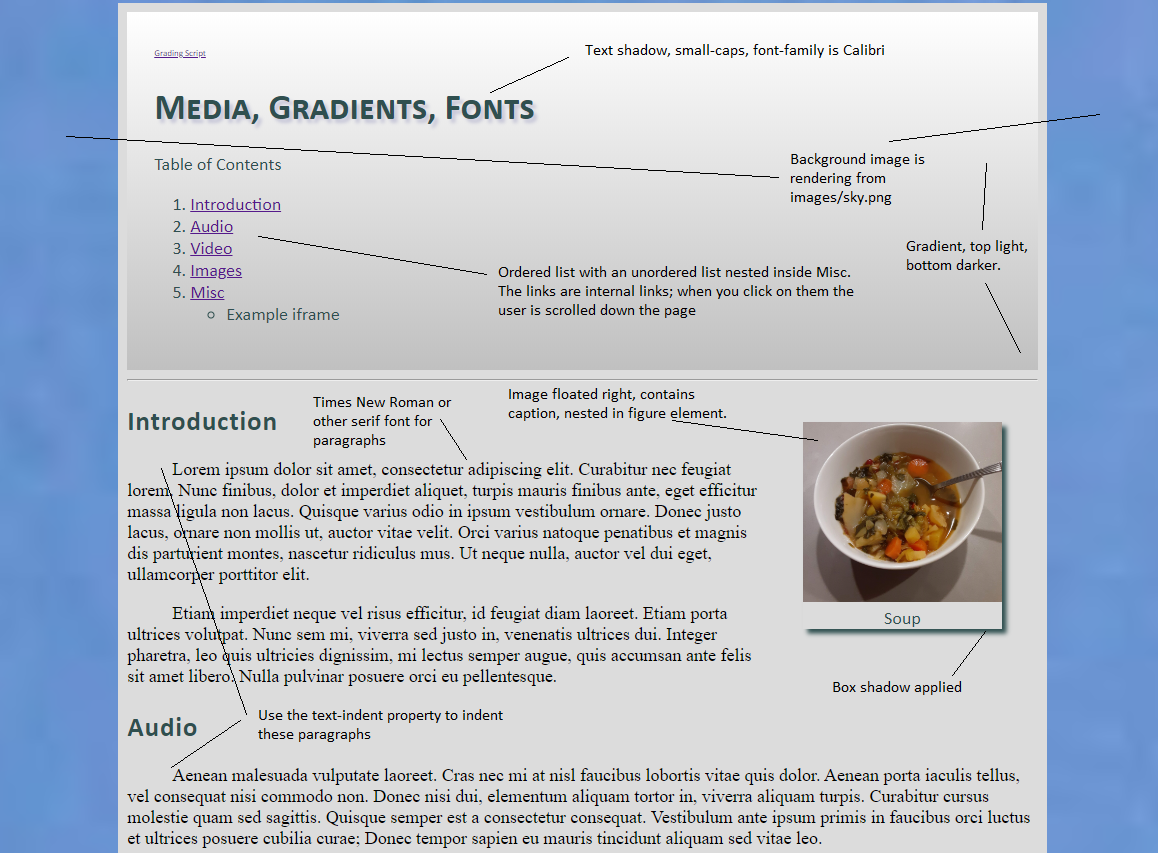 Grading Script
Text shadow, small-caps, font-family is Calibri
Media, Gradients, Fonts
Table of Contents
Background image is
rendering from
images/sky.png
1. Introduction
2. Audio
3. Video
4. Images
5. Misc
○ Example iframe
Gradient, top light,
bottom darker.
Ordered list with an unordered list nested inside Misc.
The links are internal links; when you click on them the
user is scrolled down the page
Introduction
Times New Roman or
other serif font for
paragraphs
Image floated right, contains
caption, nested in figure element.
Lorem ipsum dolor sit amet, consectetur adipiscing elit. Curabitur nec feugiat
lorem. Nunc finibus, dolor et imperdiet aliquet, turpis mauris finibus ante, eget efficitur
massa ligula non lacus. Quisque varius odio in ipsum vestibulum ornare. Donec justo
lacus, ornare non mollis ut, auctor vitae velit. Orci varius natoque penatibus et magnis
dis parturient montes, nascetur ridiculus mus. Ut neque nulla, auctor vel dui eget,
ullamcorper porttitor elit.
Etiam imperdiet neque vel risus efficitur, id feugiat diam laoreet. Etiam porta
ultrices volutpat. Nunc sem mi, viverra sed justo in, venenatis ultrices dui. Integer
pharetra, leo quis ultricies dignissim, mi lectus semper augue, quis accumsan ante felis
sit amet libero. Nulla pulvinar posuere orci eu pellentesque.
Soup
Box shadow applied
Audio
Use the text-indent property to indent
these paragraphs
Aenean malesuada vulputate laoreet. Cras nec mi at nisl faucibus lobortis vitae quis dolor. Aenean porta iaculis tellus,
vel consequat nisi commodo non. Donec nisi dui, elementum aliquam tortor in, viverra aliquam turpis. Curabitur cursus
molestie quam sed sagittis. Quisque semper est a consectetur consequat. Vestibulum ante ipsum primis in faucibus orci luctus
et ultrices posuere cubilia curae; Donec tempor sapien eu mauris tincidunt aliquam sed vitae leo.